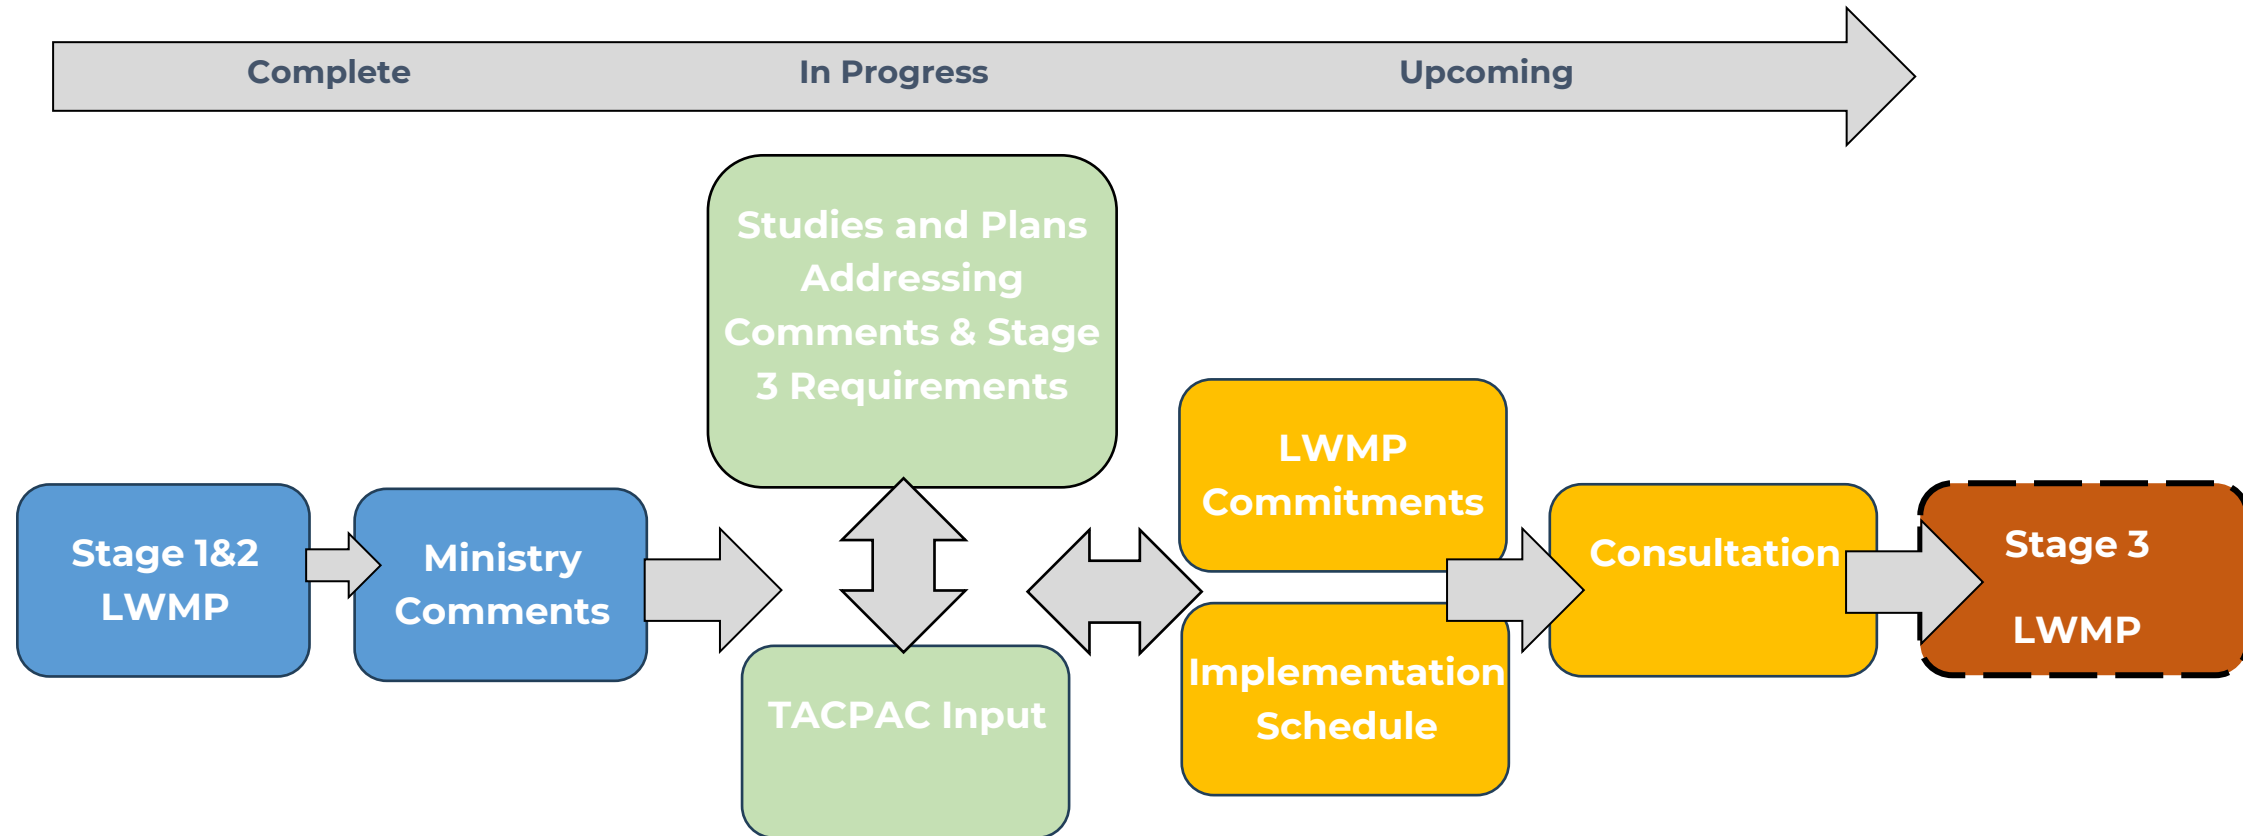 Complete
In Progress
Upcoming
Studies and Plans
Addressing
Comments & Stage
3 Requirements
Stage 1&2
LWMP
Ministry
Comments
TACPAC Input
LWMP
Commitments
Implementation
Schedule
Consultation
Stage 3
LWMP